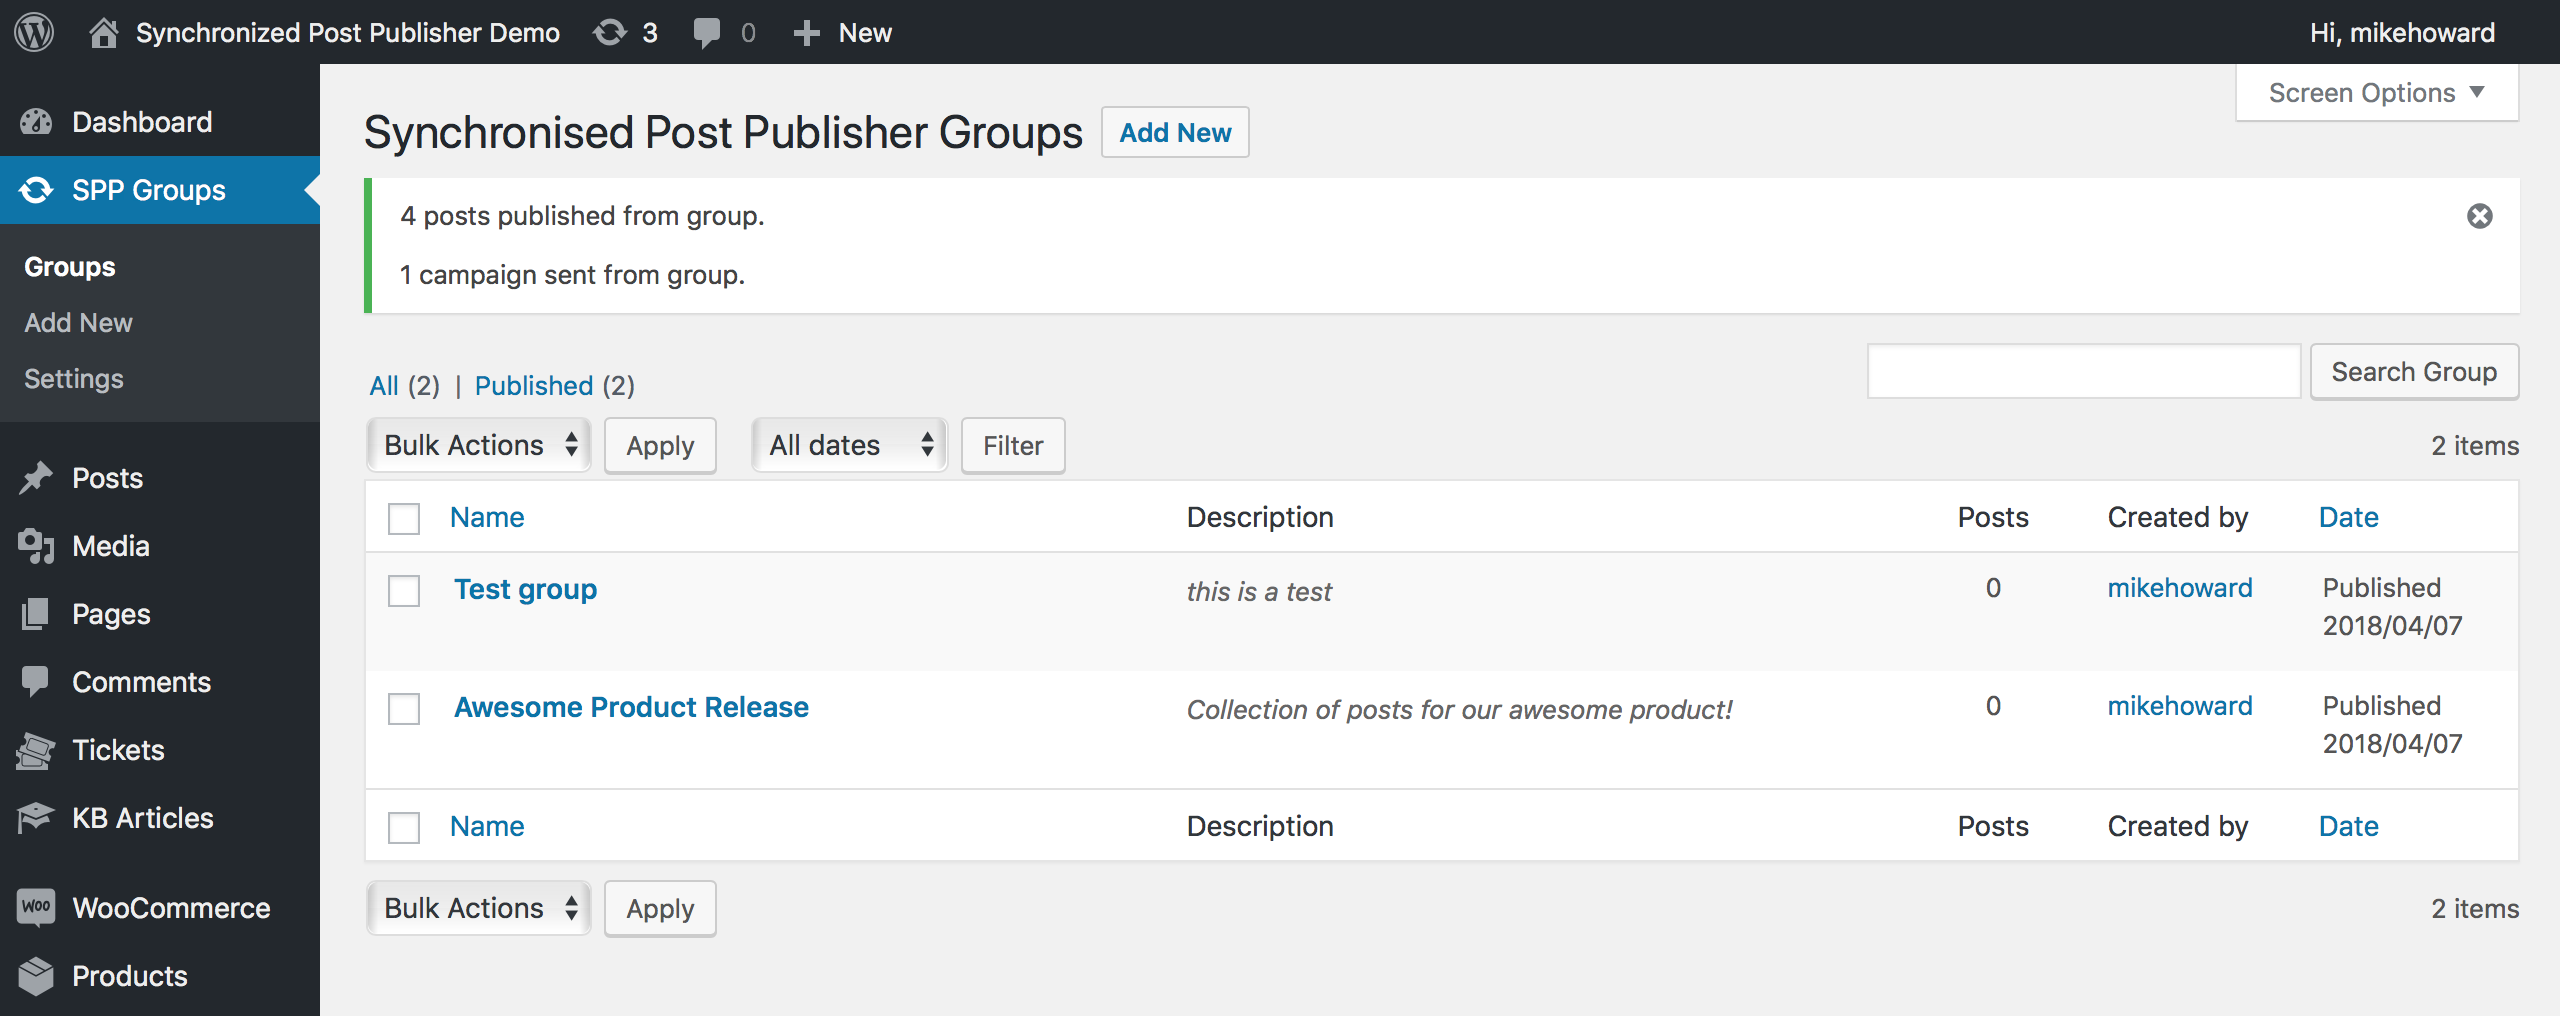 Synchronized Post Publisher Demo 3 0 New Hi, mikehoward
Screen Options
Dashboard
SPP Groups
Groups
Add New
Settings
Posts
Media
Pages
Comments
Tickets
KB Articles
Woo WooCommerce
Products
Synchronised Post Publisher Groups Add New
4 posts published from group.
1 campaign sent from group.
All (2) | Published (2)
Search Group
Bulk Actions Apply All dates Filter 2 items
Name Description Posts Created by Date
Test group this is a test 0 mikehoward Published
2018/04/07
Awesome Product Release Collection of posts for our awesome product! 0 mikehoward Published
2018/04/07
Name Description Posts Created by Date
Bulk Actions Apply 2 items